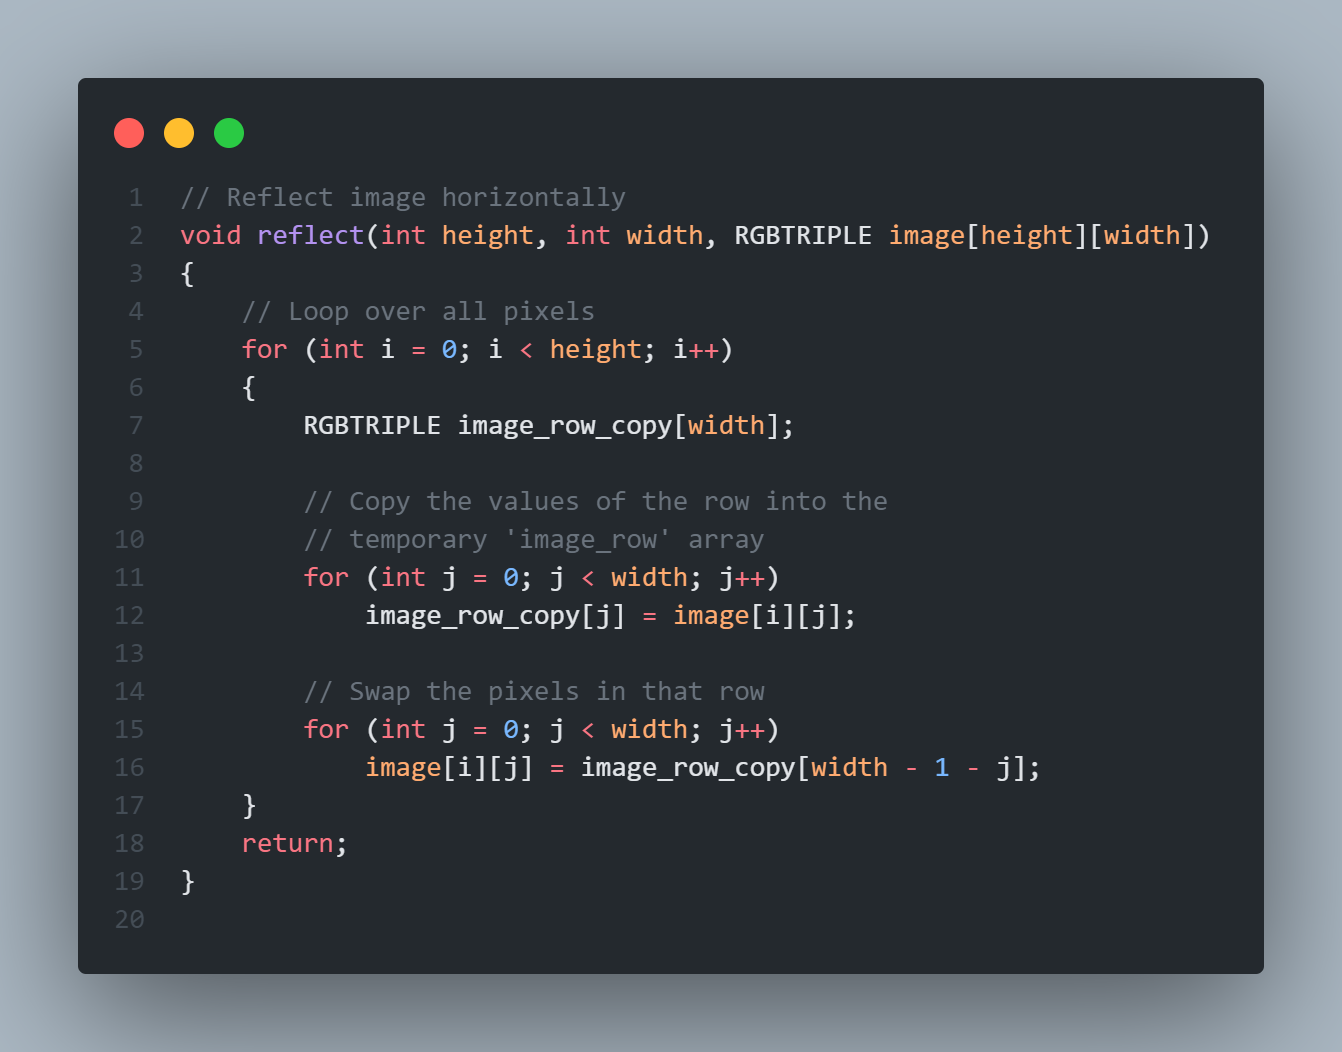 1 // Reflect image horizontally
2 void reflect(int height, int width, RGBTRIPLE image[height][width])
3 {
4     // Loop over all pixels
5     for (int i = 0; i < height; i++)
6     {
7         RGBTRIPLE image_row_copy[width];
8
9         // Copy the values of the row into the
10         // temporary 'image_row' array
11         for (int j = 0; j < width; j++)
12             image_row_copy[j] = image[i][j];
13
14         // Swap the pixels in that row
15         for (int j = 0; j < width; j++)
16             image[i][j] = image_row_copy[width - 1 - j];
17     }
18     return;
19 }
20